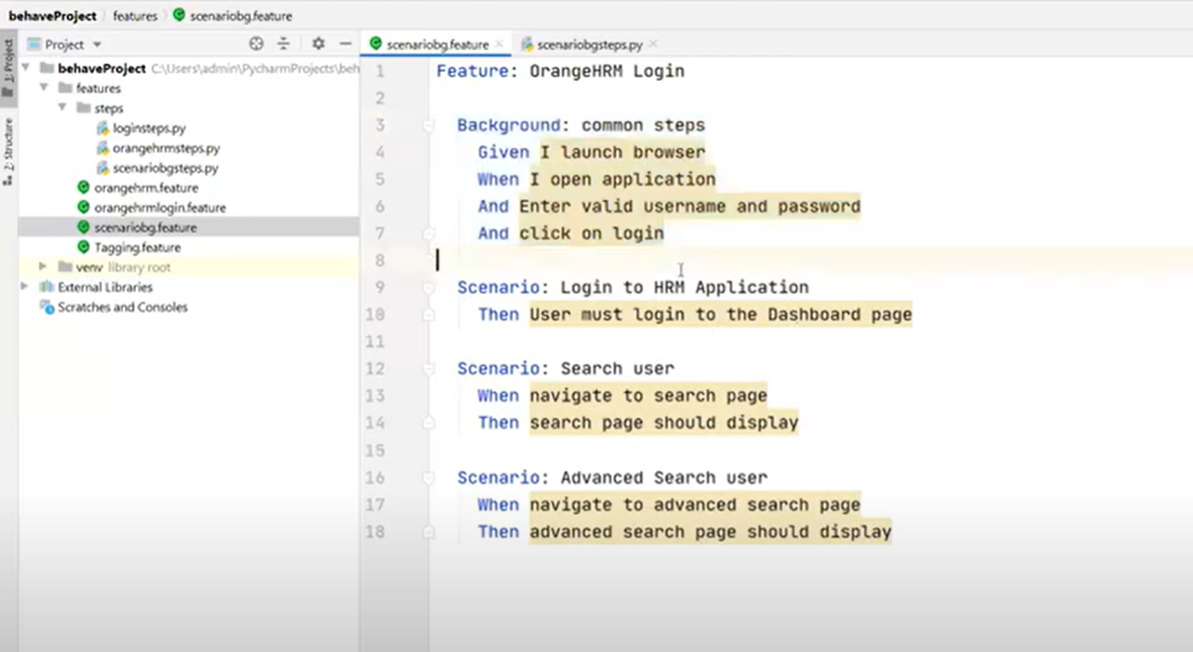 behaveProject features scenariobg.feature
Project
scenariobg.feature
scenariobgsteps.py
1: Project
2: Structure
behaveProject C:\Users\admin\PycharmProjects\beh
features
steps
loginsteps.py
orangehrmsteps.py
scenariobgsteps.py
orangehrm.feature
orangehrmlogin.feature
scenariobg.feature
Tagging.feature
venv library root
External Libraries
Scratches and Consoles
1 Feature: OrangeHRM Login
2
3 Background: common steps
4 Given I launch browser
5 When I open application
6 And Enter valid username and password
7 And click on login
8
9 Scenario: Login to HRM Application
10 Then User must login to the Dashboard page
11
12 Scenario: Search user
13 When navigate to search page
14 Then search page should display
15
16 Scenario: Advanced Search user
17 When navigate to advanced search page
18 Then advanced search page should display